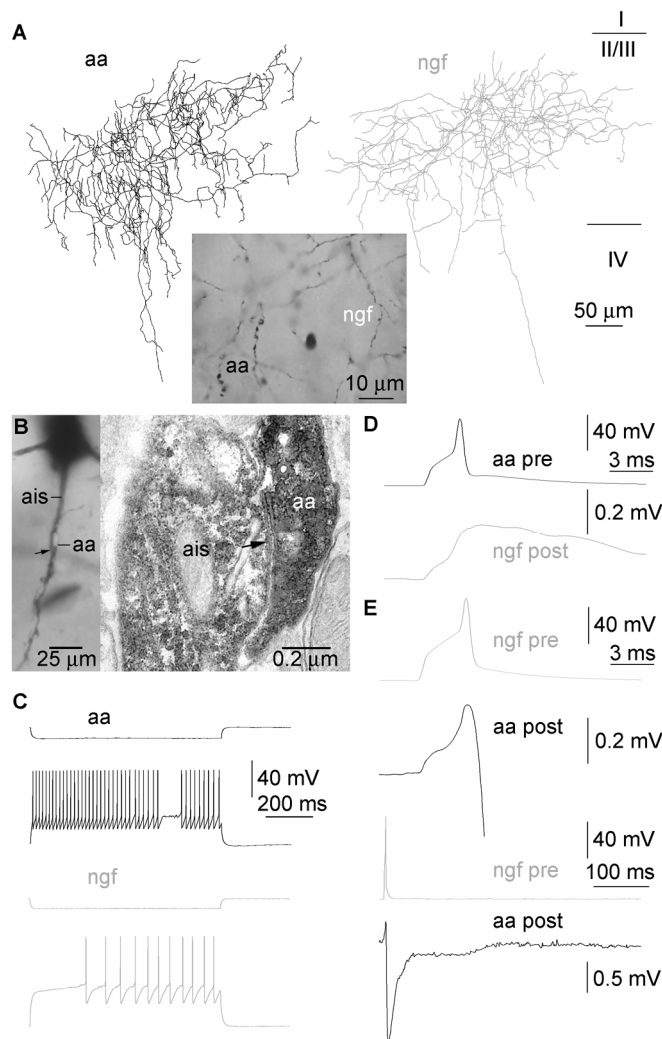 A
aa
ngf
I
II/III
IV
50 µm
ngf
aa
10 µm
B
ais
aa
25 µm
ais
aa
0.2 µm
C
aa
40 mV
200 ms
ngf
D
aa pre
40 mV
3 ms
0.2 mV
ngf post
E
ngf pre
40 mV
3 ms
aa post
0.2 mV
ngf pre
40 mV
100 ms
aa post
0.5 mV